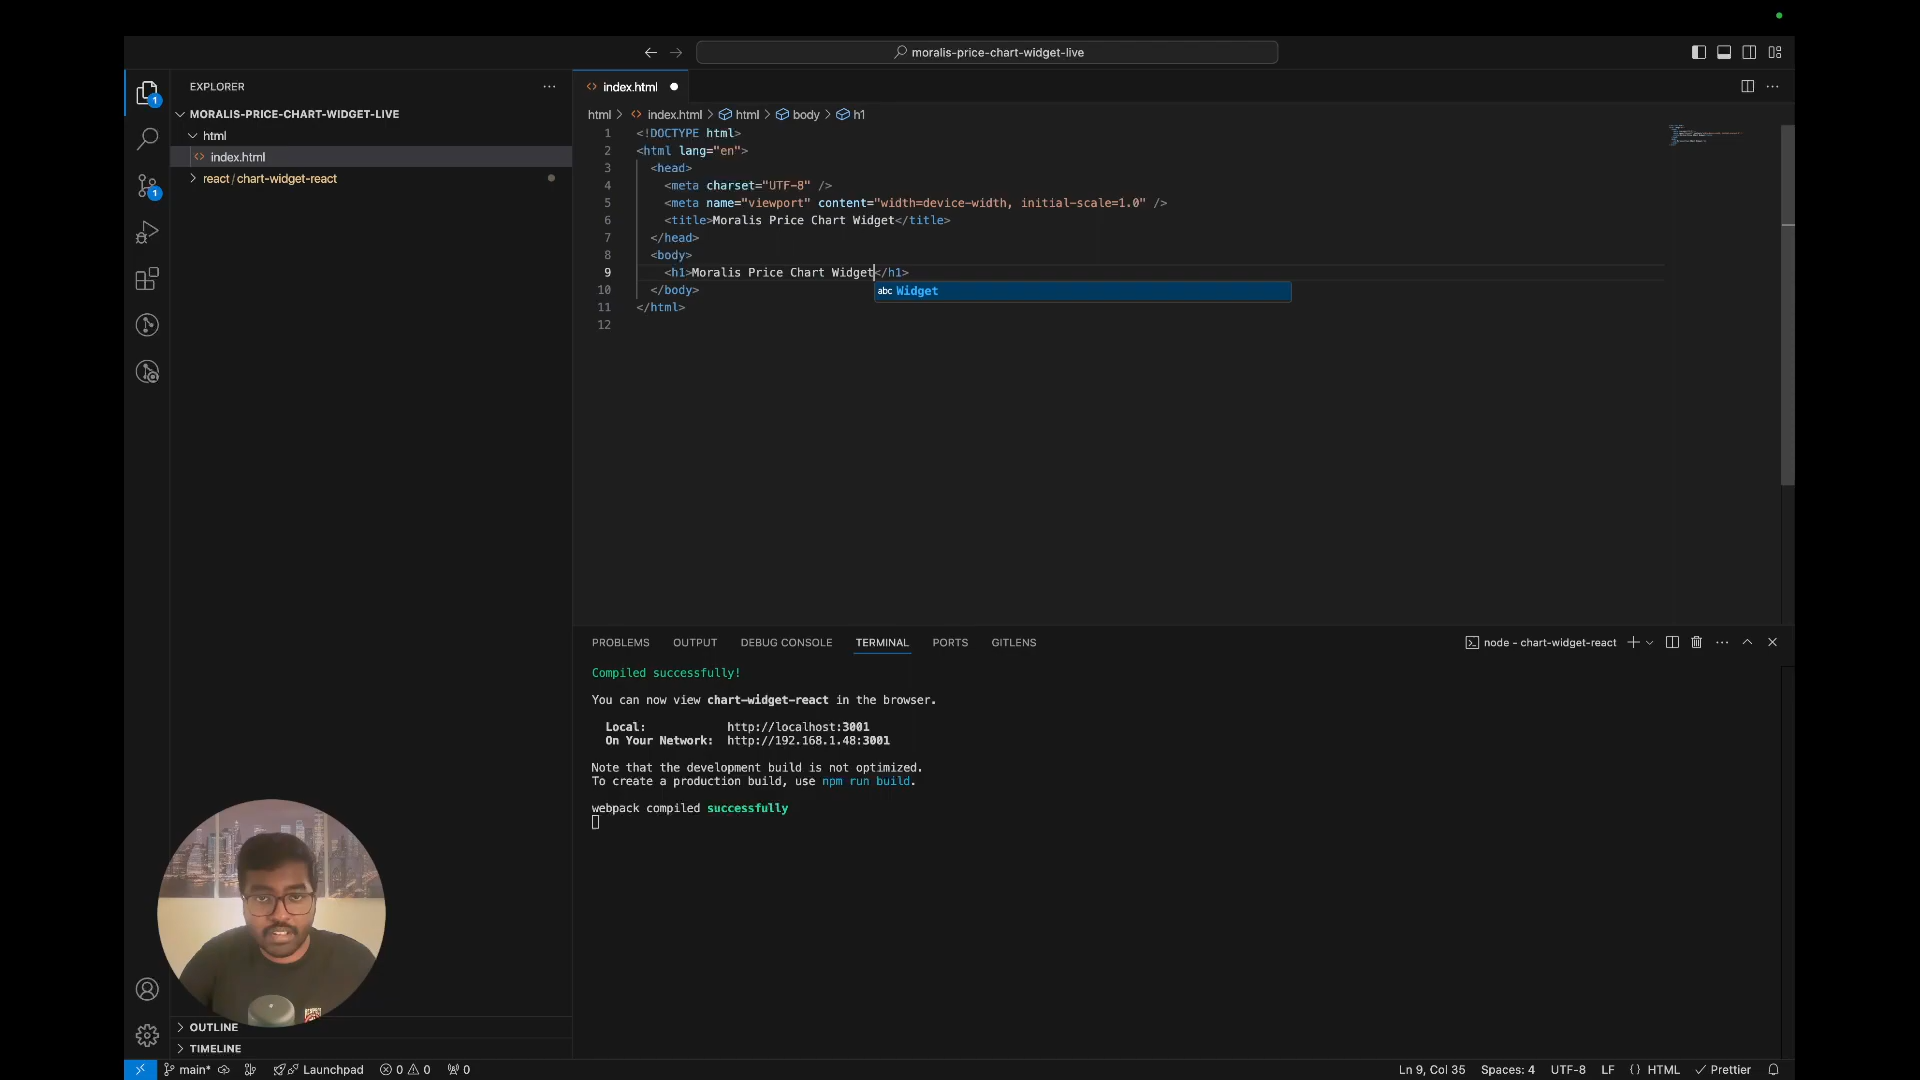 moralis-price-chart-widget-live
EXPLORER
MORALIS-PRICE-CHART-WIDGET-LIVE
html
index.html
react / chart-widget-react
1
1
OUTLINE
TIMELINE
index.html
html > index.html > html > body > h1
1 <!DOCTYPE html>
2 <html lang="en">
3 <head>
4 <meta charset="UTF-8" />
5 <meta name="viewport" content="width=device-width, initial-scale=1.0" />
6 <title>Moralis Price Chart Widget</title>
7 </head>
8 <body>
9 <h1>Moralis Price Chart Widget</h1>
abc Widget
10 </body>
11 </html>
12
PROBLEMS OUTPUT DEBUG CONSOLE TERMINAL PORTS GITLENS
node - chart-widget-react
Compiled successfully!
You can now view chart-widget-react in the browser.
Local: http://localhost:3001
On Your Network: http://192.168.1.48:3001
Note that the development build is not optimized.
To create a production build, use npm run build.
webpack compiled successfully
main* Launchpad 0 0 0
Ln 9, Col 35 Spaces: 4 UTF-8 LF {} HTML Prettier